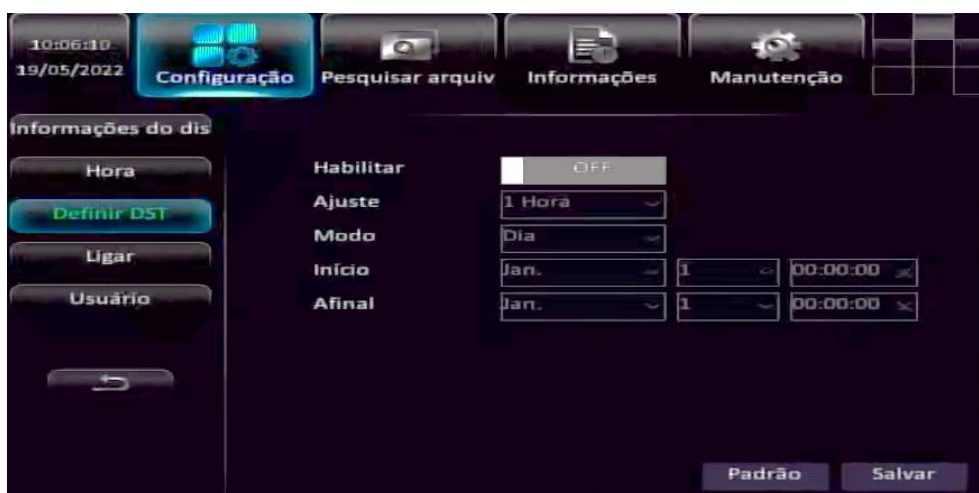 10:06:10
19/05/2022
Configuração
Pesquisar arquiv
Informações
Manutenção
Informações do dis
Hora
Definir DST
Ligar
Usuário
Habilitar OFF
Ajuste 1 Hora
Modo Dia
Início Jan. 1 00:00:00
Afinal Jan. 1 00:00:00
Padrão Salvar